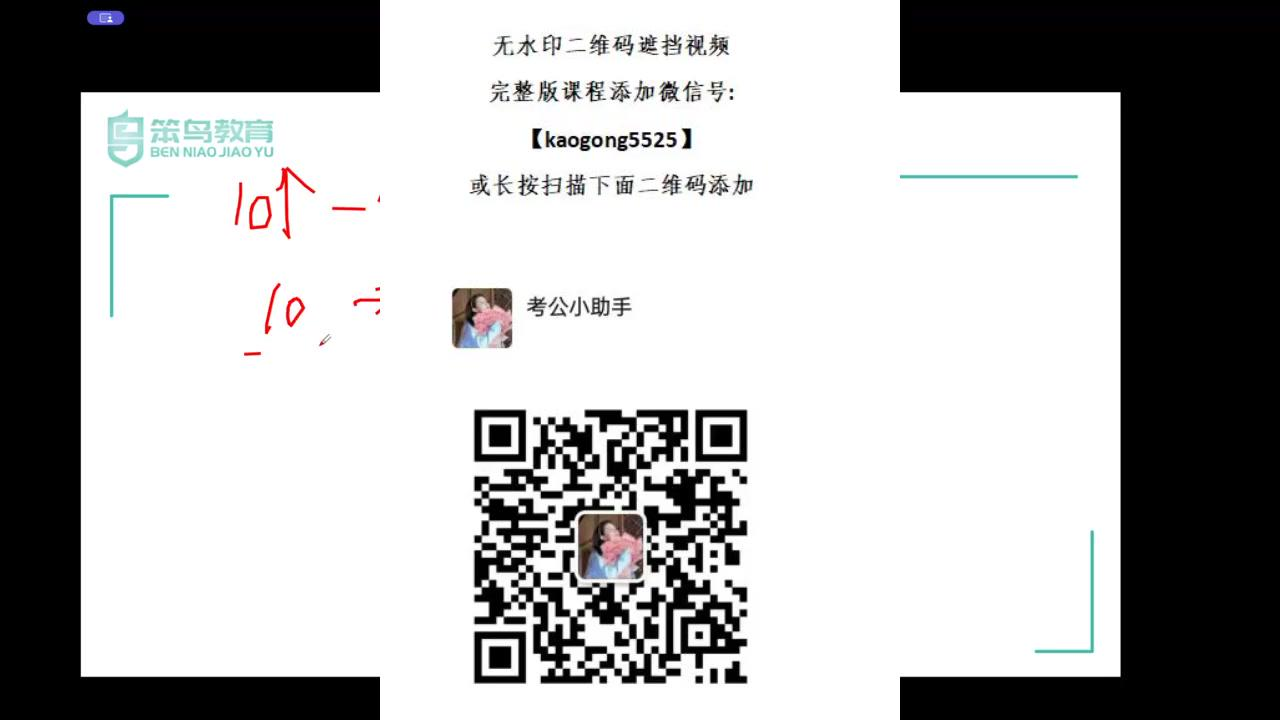 无水印二维码遮挡视频
完整版课程添加微信号:
【kaogong5525】
或长按扫描下面二维码添加
笨鸟教育
BEN NIAO JIAO YU
10↑ —
10
考公小助手